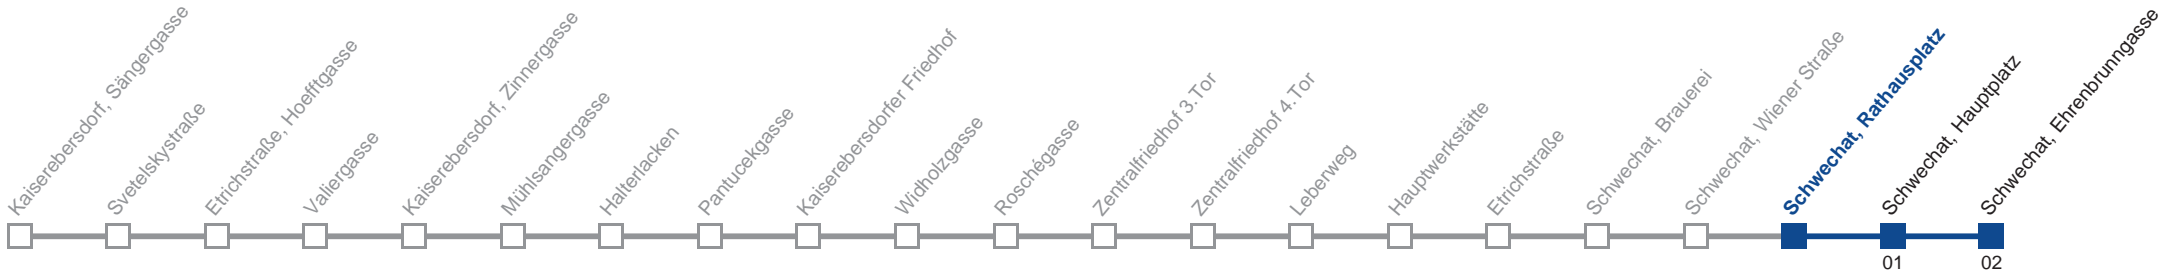 Kaiserebersdorf, Sängergasse
Svetelskystraße
Etrichstraße, Hoefftgasse
Valiergasse
Kaiserebersdorf, Zinnergasse
Mühlsangergasse
Halterlacken
Pantucekgasse
Kaiserebersdorfer Friedhof
Widholzgasse
Roschégasse
Zentralfriedhof 3.Tor
Zentralfriedhof 4.Tor
Leberweg
Hauptwerkstätte
Etrichstraße
Schwechat, Brauerei
Schwechat, Wiener Straße
Schwechat, Rathausplatz
Schwechat, Hauptplatz
Schwechat, Ehrenbrunngasse
01
02